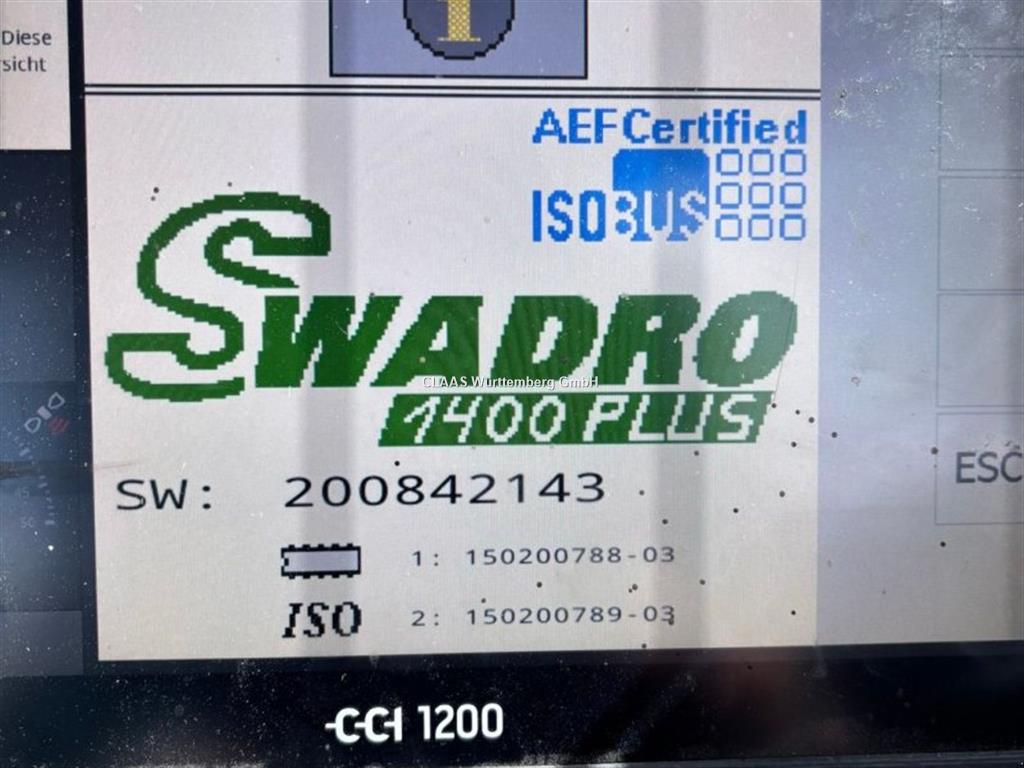 Diese
sicht
AEF Certified
ISOBUS
SWADRO
CLAAS Württemberg GmbH
1400 PLUS
SW: 200842143
1: 150200788-03
ISO 2: 150200789-03
ESC
CCI 1200